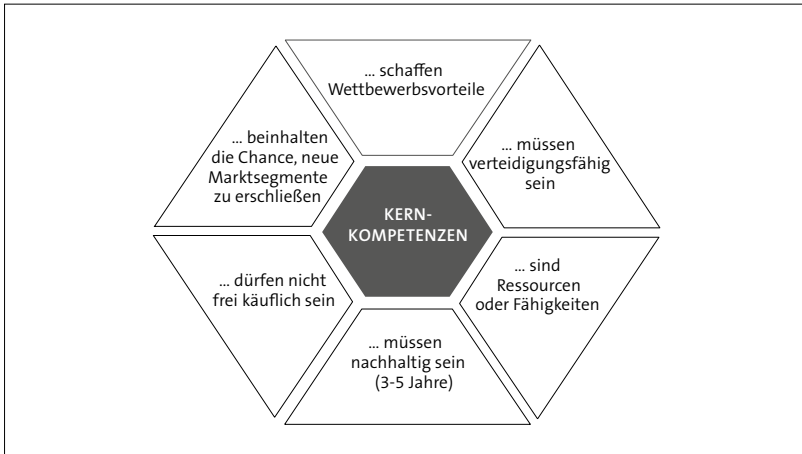 ... schaffen
Wettbewerbsvorteile
... müssen
verteidigungsfähig
sein
... sind
Ressourcen
oder Fähigkeiten
... müssen
nachhaltig sein
(3-5 Jahre)
... dürfen nicht
frei käuflich sein
... beinhalten
die Chance, neue
Marktsegmente
zu erschließen
KERN-
KOMPETENZEN